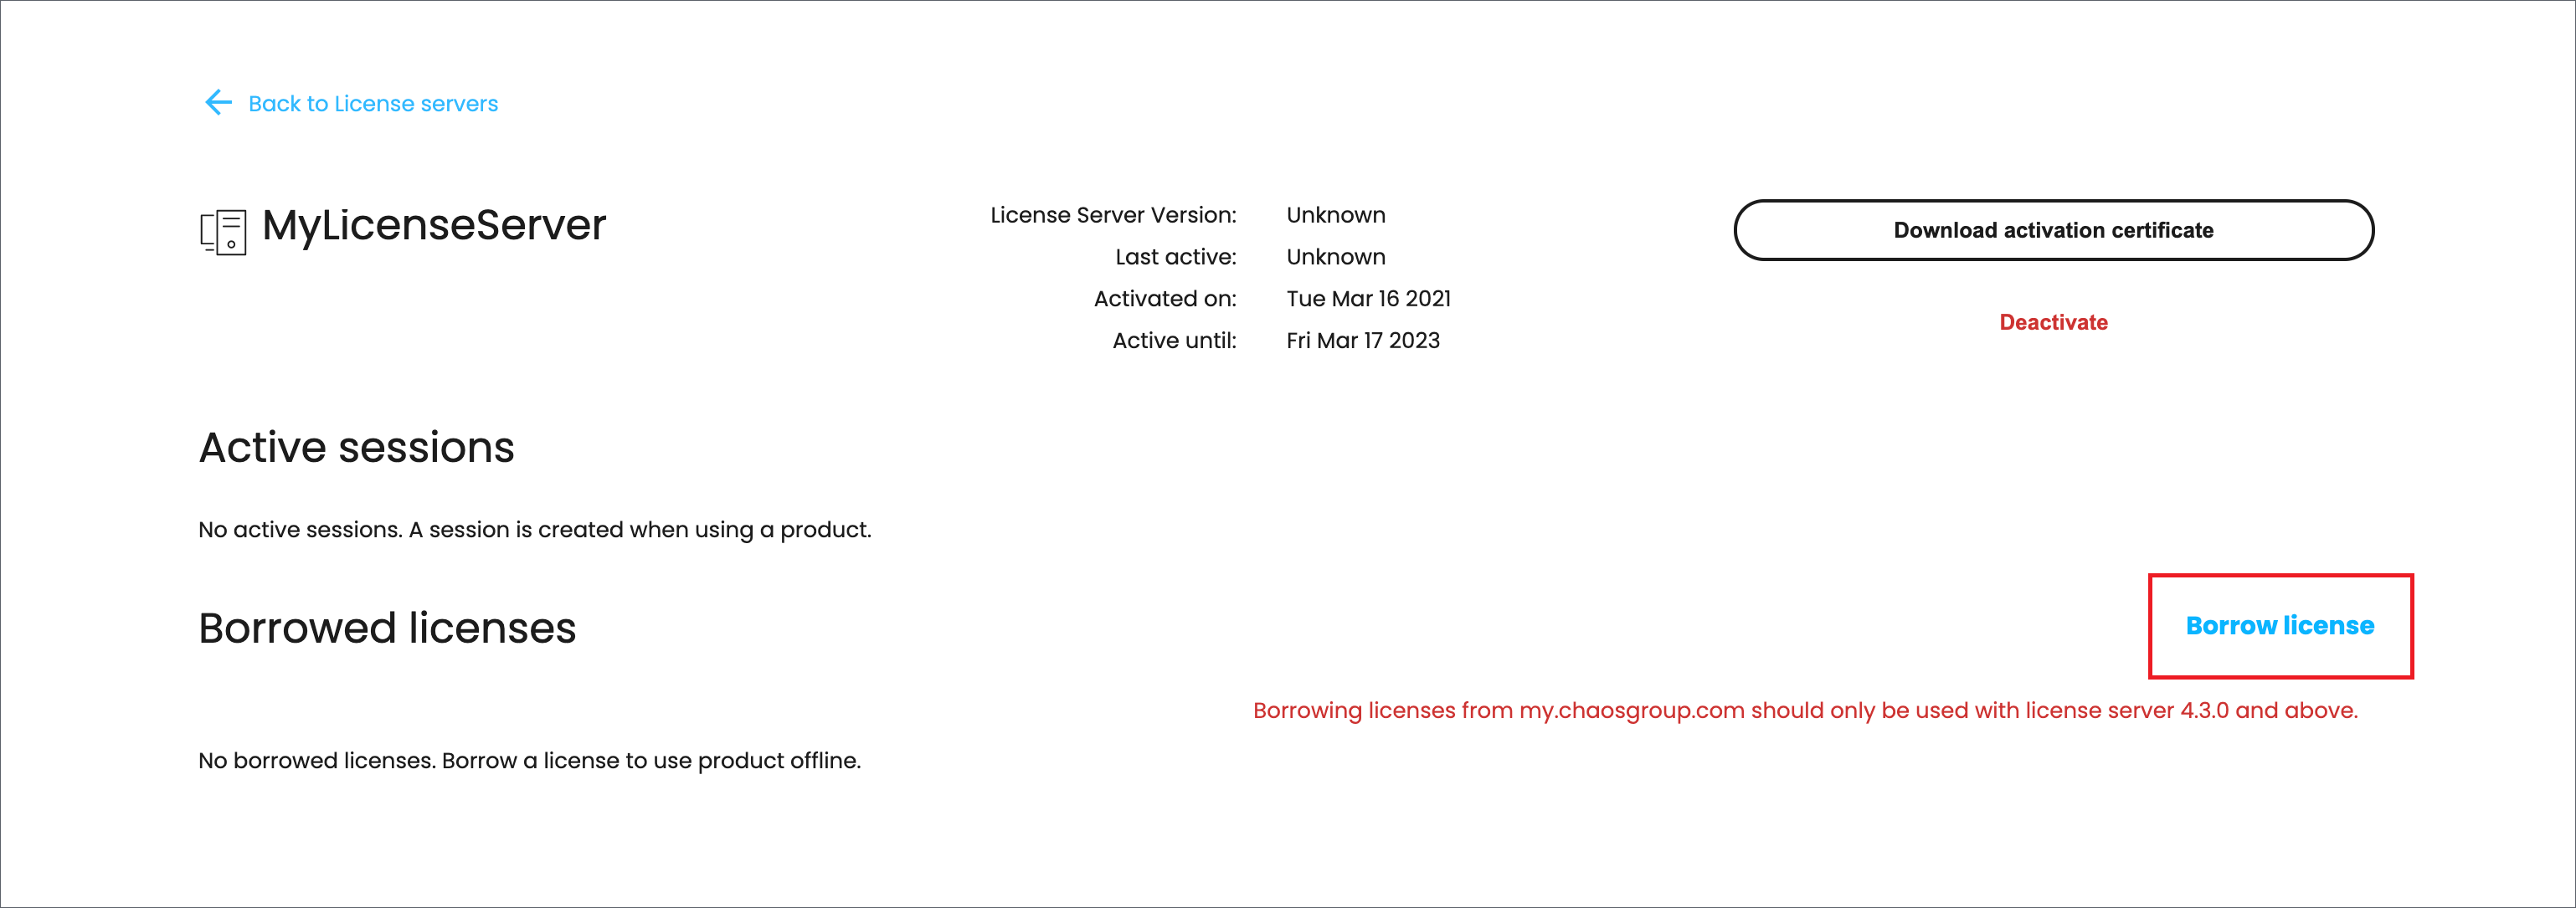 Back to License servers
MyLicenseServer
License Server Version: Unknown
Last active: Unknown
Activated on: Tue Mar 16 2021
Active until: Fri Mar 17 2023
Download activation certificate
Deactivate
Active sessions
No active sessions. A session is created when using a product.
Borrowed licenses
Borrow license
Borrowing licenses from my.chaosgroup.com should only be used with license server 4.3.0 and above.
No borrowed licenses. Borrow a license to use product offline.